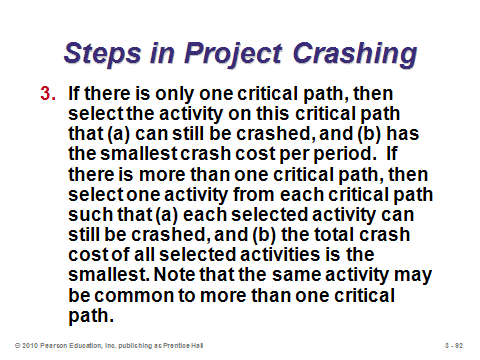 Steps in Project Crashing
3. If there is only one critical path, then
select the activity on this critical path
that (a) can still be crashed, and (b) has
the smallest crash cost per period. If
there is more than one critical path, then
select one activity from each critical path
such that (a) each selected activity can
still be crashed, and (b) the total crash
cost of all selected activities is the
smallest. Note that the same activity may
be common to more than one critical
path.
© 2010 Pearson Education, Inc. publishing as Prentice Hall
3 - 92